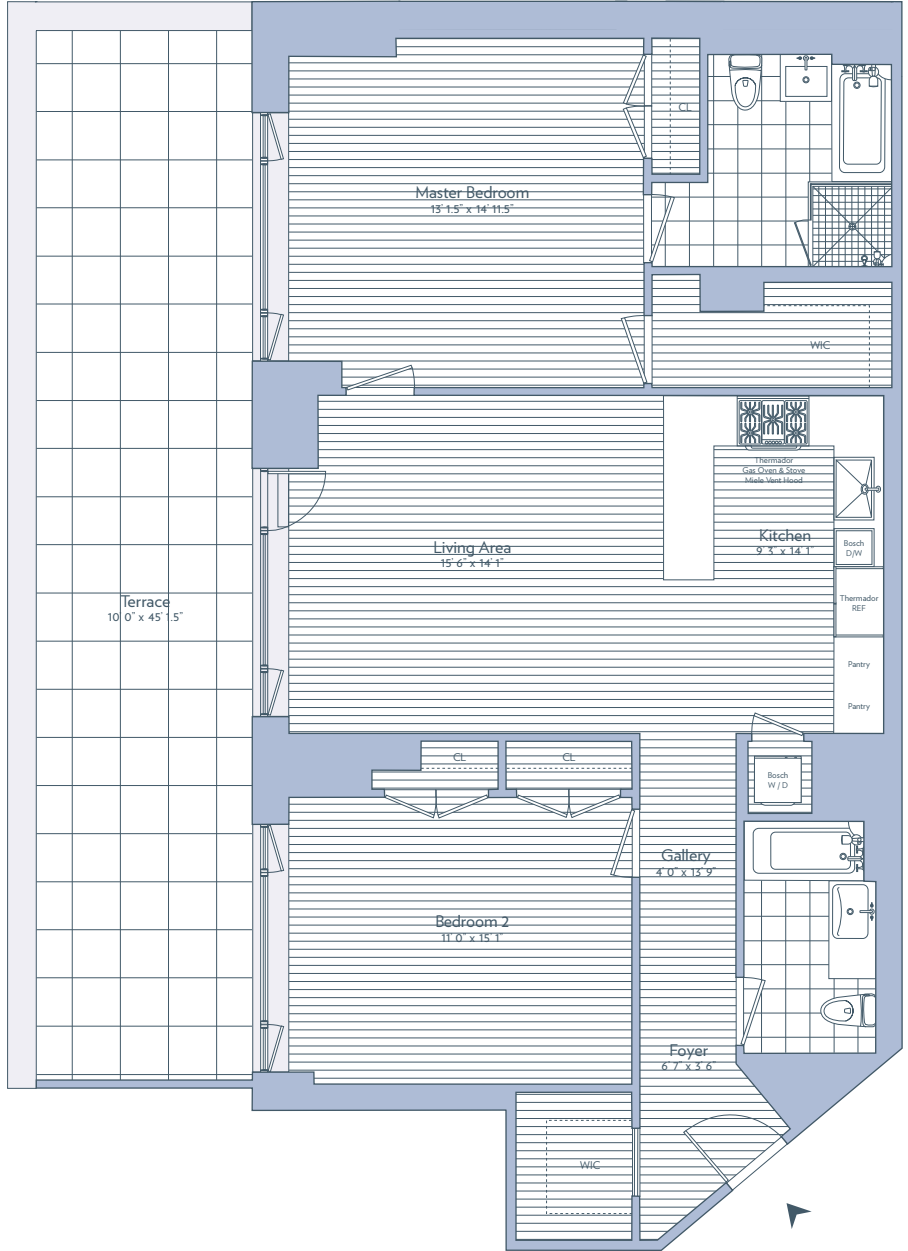 CL
Master Bedroom
13' 1.5" x 14' 11.5"
WIC
Thermador
Gas Oven & Stove
Miele Vent Hood
Kitchen
9' 3" x 14' 1"
Living Area
15' 6" x 14' 1"
Bosch
D/W
Thermador
REF
Terrace
10' 0" x 45' 1.5"
Pantry
Pantry
CL
CL
Bosch
W / D
Gallery
4' 0" x 13' 9"
Bedroom 2
11' 0" x 15' 1"
Foyer
6' 7" x 3' 6"
WIC